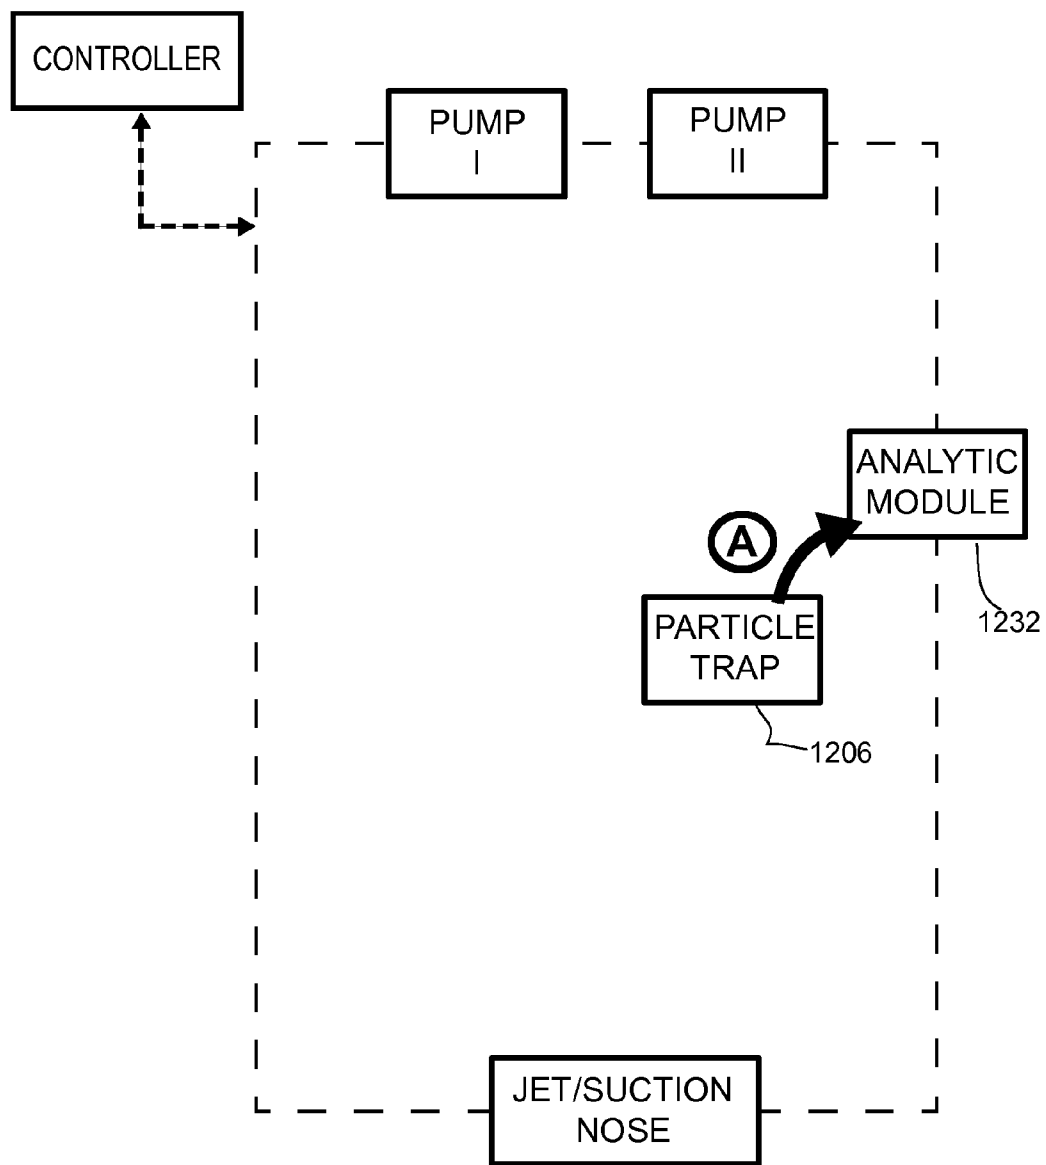 CONTROLLER
PUMP
I
PUMP
II
ANALYTIC
MODULE
A
1232
PARTICLE
TRAP
1206
JET/SUCTION
NOSE